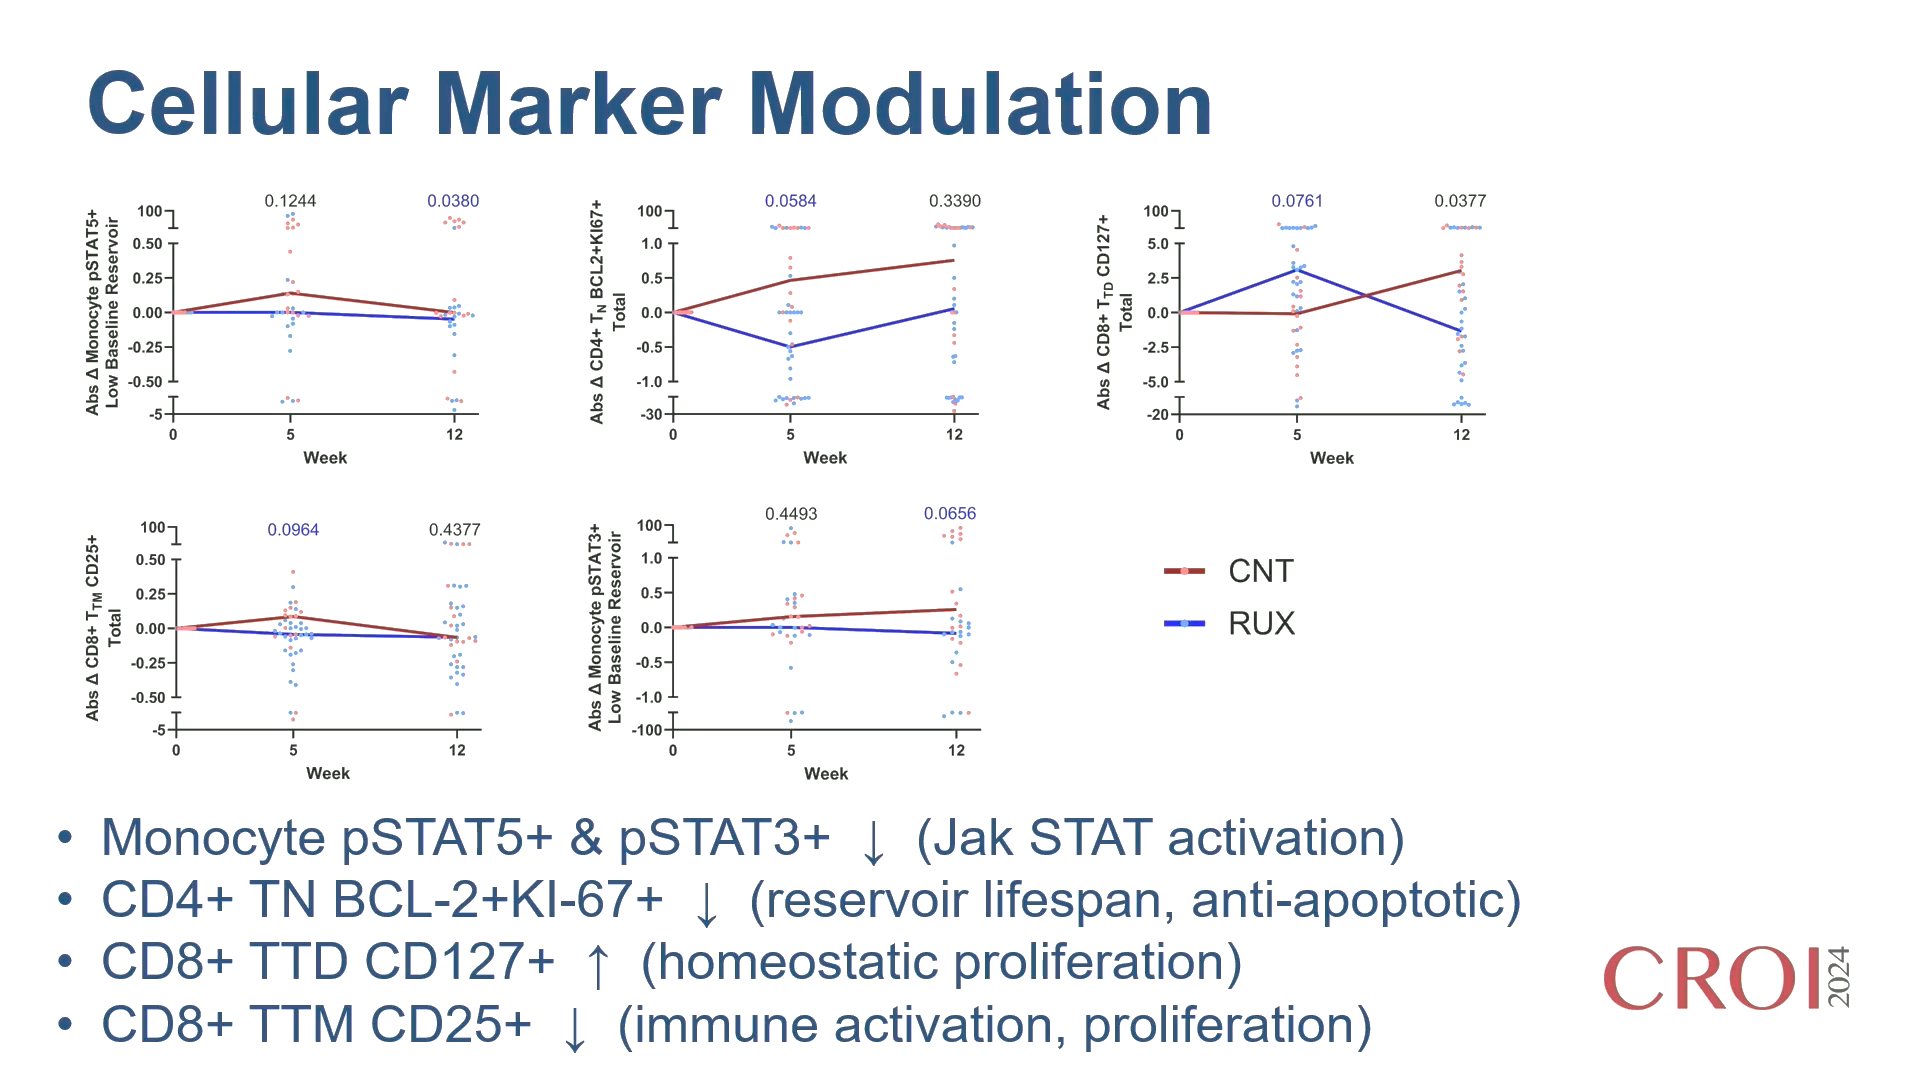 Cellular Marker Modulation
Abs Δ Monocyte pSTAT5+
Low Baseline Reservoir
0.1244 0.0380
100
0.50
0.25
0.00
-0.25
-0.50
-5
0 5 12
Week
Abs Δ CD4+ TN BCL2+KI67+
Total
0.0584 0.3390
100
1.0
0.5
0.0
-0.5
-1.0
-30
0 5 12
Week
Abs Δ CD8+ TTD CD127+
Total
0.0761 0.0377
100
5.0
2.5
0.0
-2.5
-5.0
-20
0 5 12
Week
Abs Δ CD8+ TTM CD25+
Total
0.0964 0.4377
100
0.50
0.25
0.00
-0.25
-0.50
-5
0 5 12
Week
Abs Δ Monocyte pSTAT3+
Low Baseline Reservoir
0.4493 0.0656
100
1.0
0.5
0.0
-0.5
-1.0
-100
0 5 12
Week
CNT
RUX
• Monocyte pSTAT5+ & pSTAT3+ ↓ (Jak STAT activation)
• CD4+ TN BCL-2+KI-67+ ↓ (reservoir lifespan, anti-apoptotic)
• CD8+ TTD CD127+ ↑ (homeostatic proliferation)
• CD8+ TTM CD25+ ↓ (immune activation, proliferation)
CROI 2024